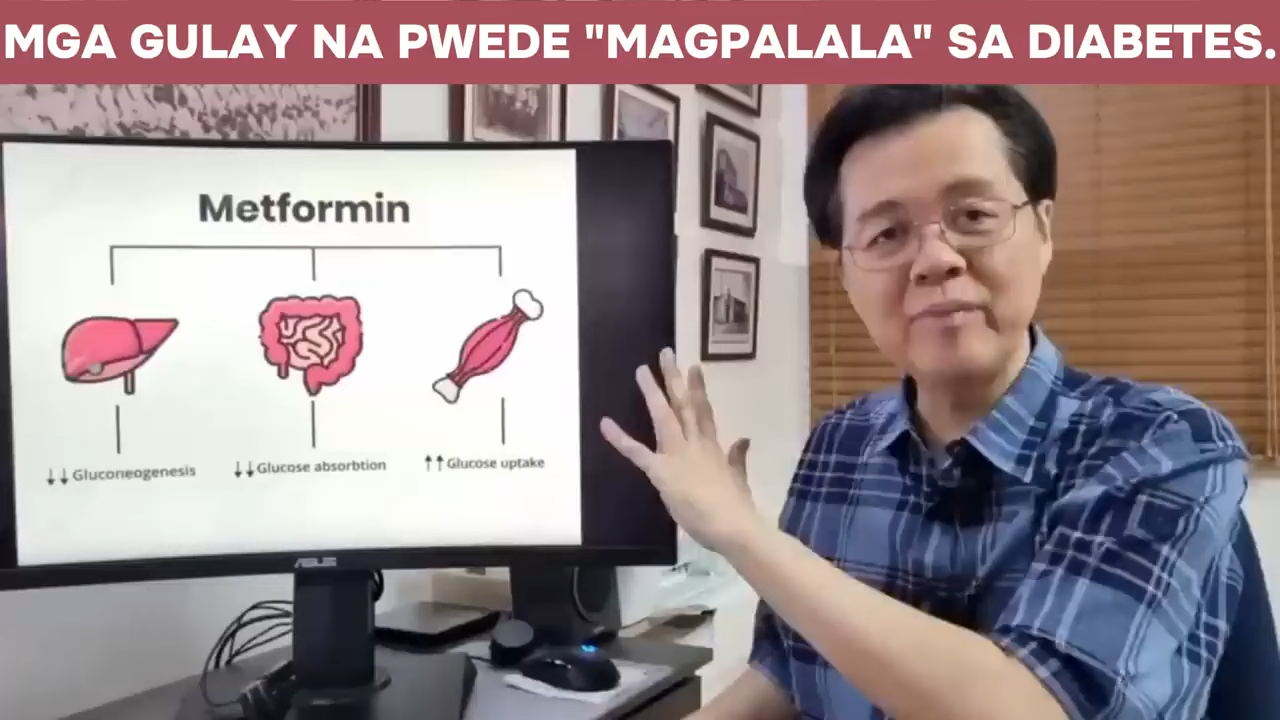 MGA GULAY NA PWEDE "MAGPALALA" SA DIABETES.
Metformin
↓↓ Gluconeogenesis
↓↓ Glucose absorbtion
↑↑ Glucose uptake
ASUS